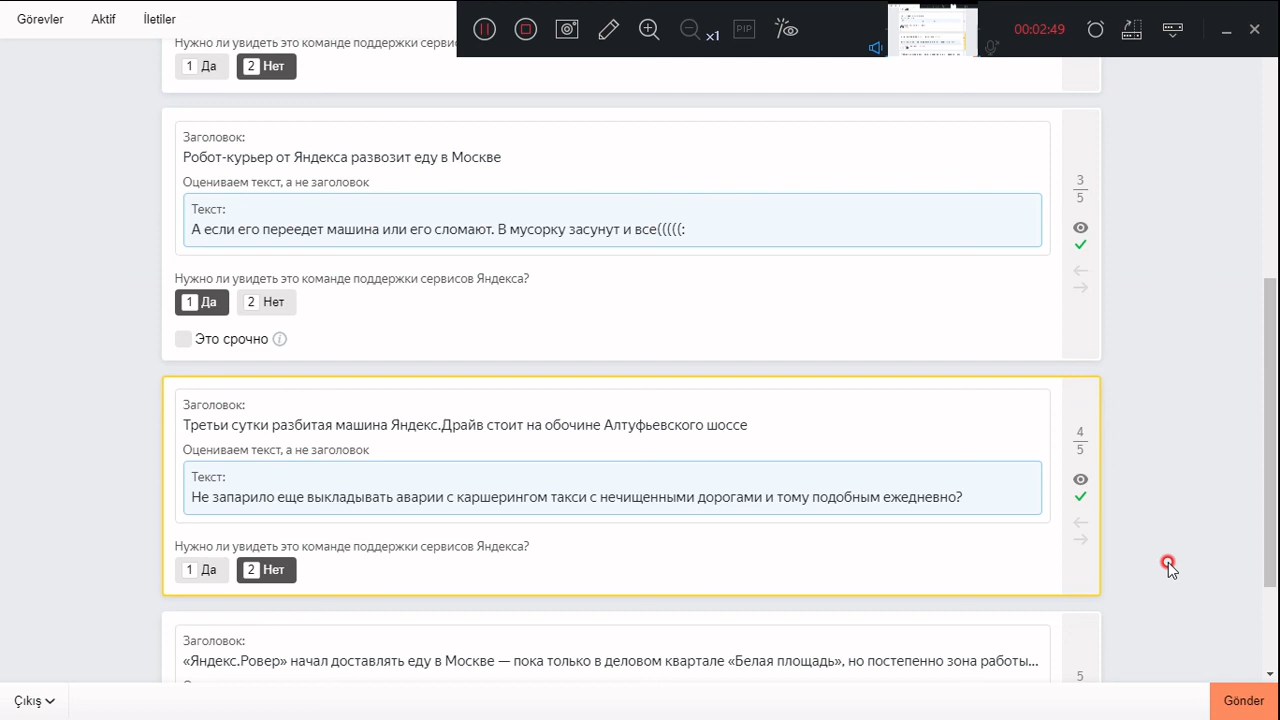 Görevler Aktif İletiler
x1 PIP 00:02:49
Нужно ли увидеть это команде поддержки серви
1 2 Нет
Заголовок:
Робот-курьер от Яндекса развозит еду в Москве
Оцениваем текст, а не заголовок
Текст:
А если его переедет машина или его сломают. В мусорку засунут и все(((((:
3
5
Нужно ли увидеть это команде поддержки сервисов Яндекса?
1 Да 2 Нет
Это срочно
Заголовок:
Третьи сутки разбитая машина Яндекс.Драйв стоит на обочине Алтуфьевского шоссе
Оцениваем текст, а не заголовок
Текст:
Не запарило еще выкладывать аварии с каршерингом такси с нечищенными дорогами и тому подобным ежедневно?
4
5
Нужно ли увидеть это команде поддержки сервисов Яндекса?
1 Да 2 Нет
Заголовок:
«Яндекс.Ровер» начал доставлять еду в Москве — пока только в деловом квартале «Белая площадь», но постепенно зона работы...
5
Çıkış Gönder